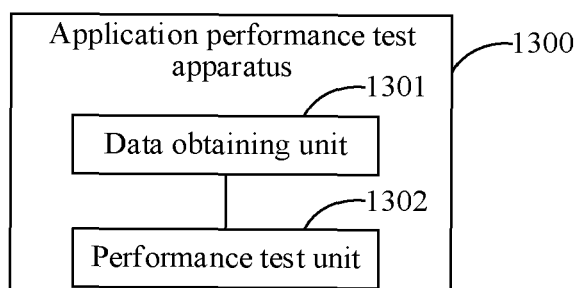 Application performance test
apparatus
1300
1301
Data obtaining unit
1302
Performance test unit